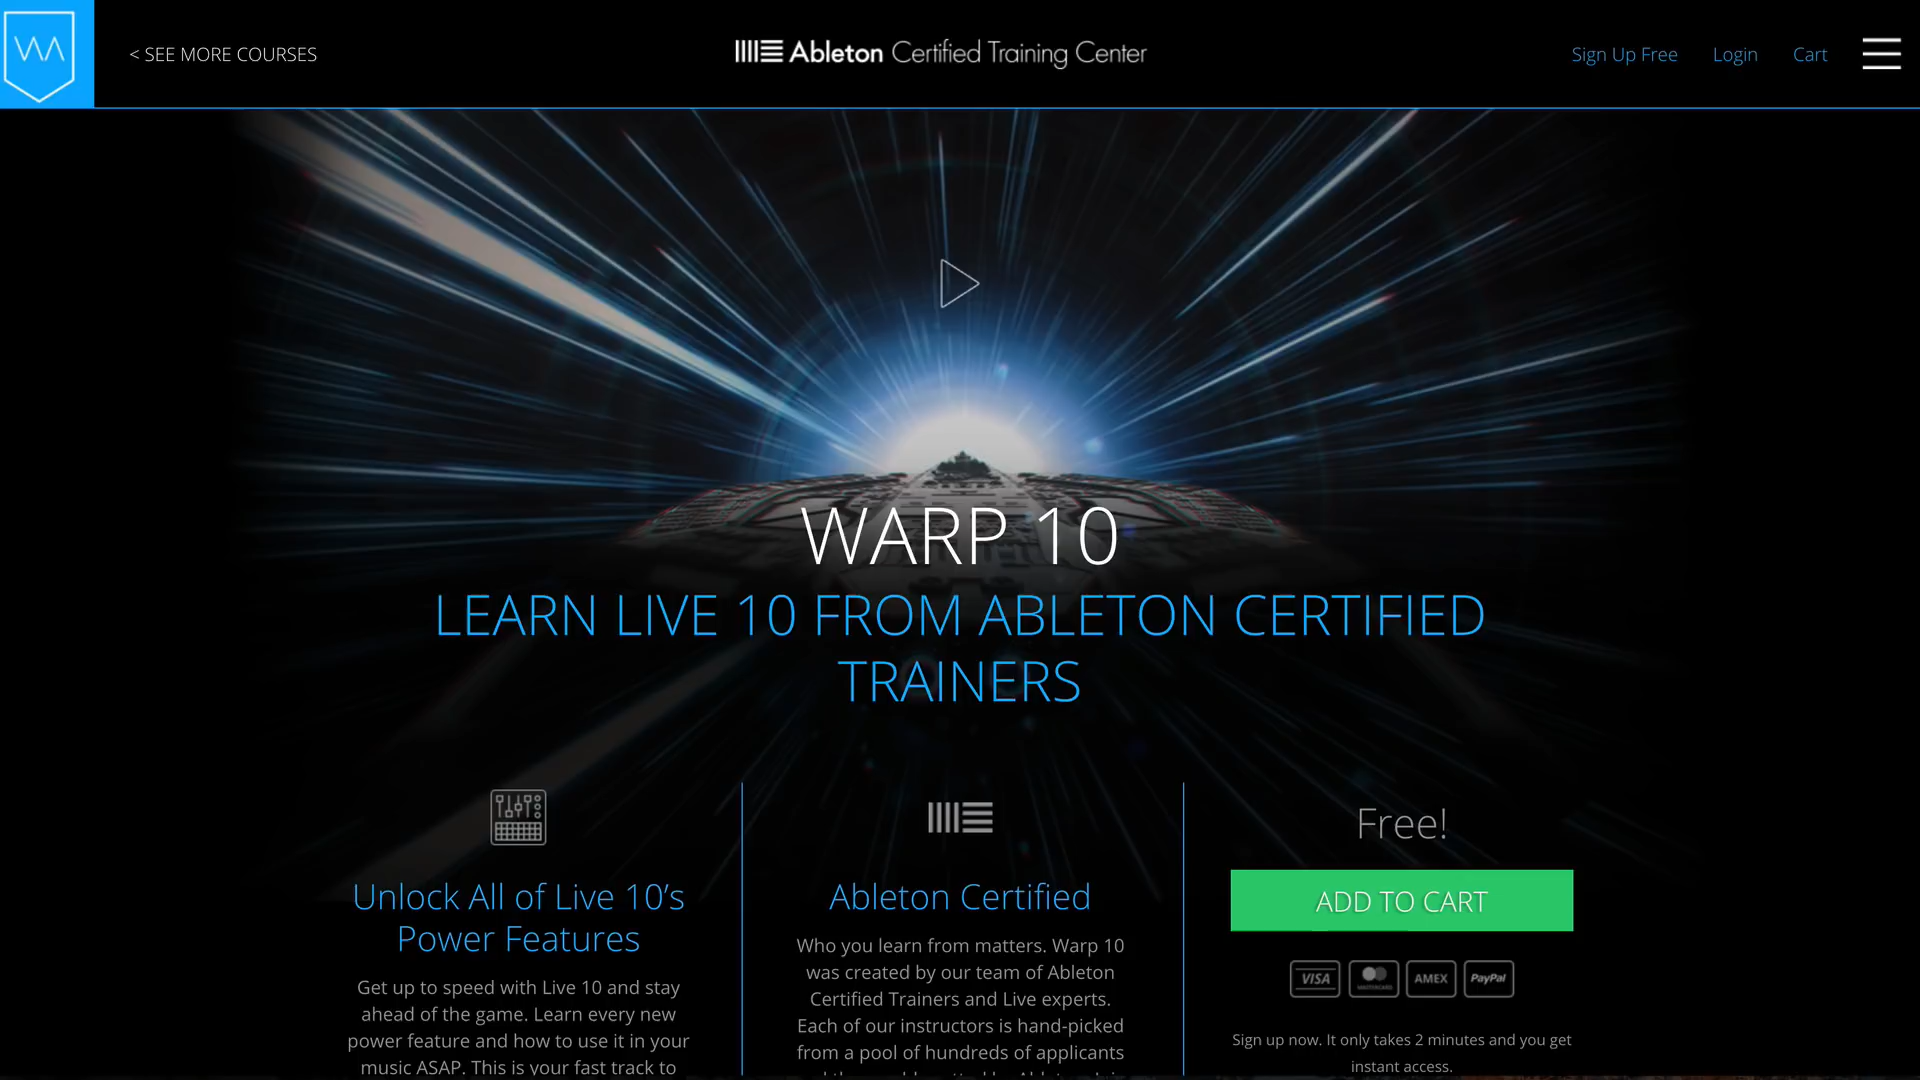 WA
< SEE MORE COURSES
Ableton Certified Training Center
Sign Up Free
Login
Cart
WARP 10
LEARN LIVE 10 FROM ABLETON CERTIFIED
TRAINERS
Unlock All of Live 10’s
Power Features
Get up to speed with Live 10 and stay
ahead of the game. Learn every new
power feature and how to use it in your
music ASAP. This is your fast track to
Ableton Certified
Who you learn from matters. Warp 10
was created by our team of Ableton
Certified Trainers and Live experts.
Each of our instructors is hand-picked
from a pool of hundreds of applicants
Free!
ADD TO CART
VISA
MASTERCARD
AMEX
PayPal
Sign up now. It only takes 2 minutes and you get
instant access.